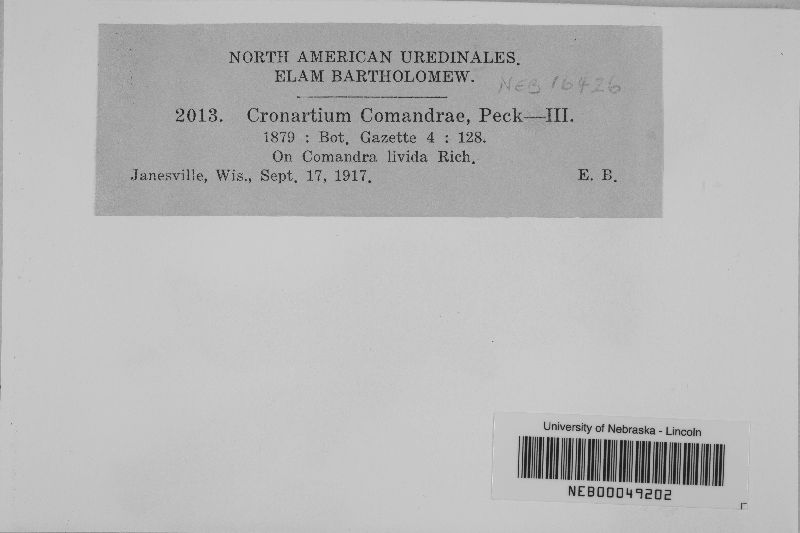 NORTH AMERICAN UREDINALES.
ELAM BARTHOLOMEW.
NEB 16426
2013. Cronartium Comandrae, Peck—III.
1879 : Bot. Gazette 4 : 128.
On Comandra livida Rich.
Janesville, Wis., Sept. 17, 1917. E. B.
University of Nebraska - Lincoln
NEB00049202